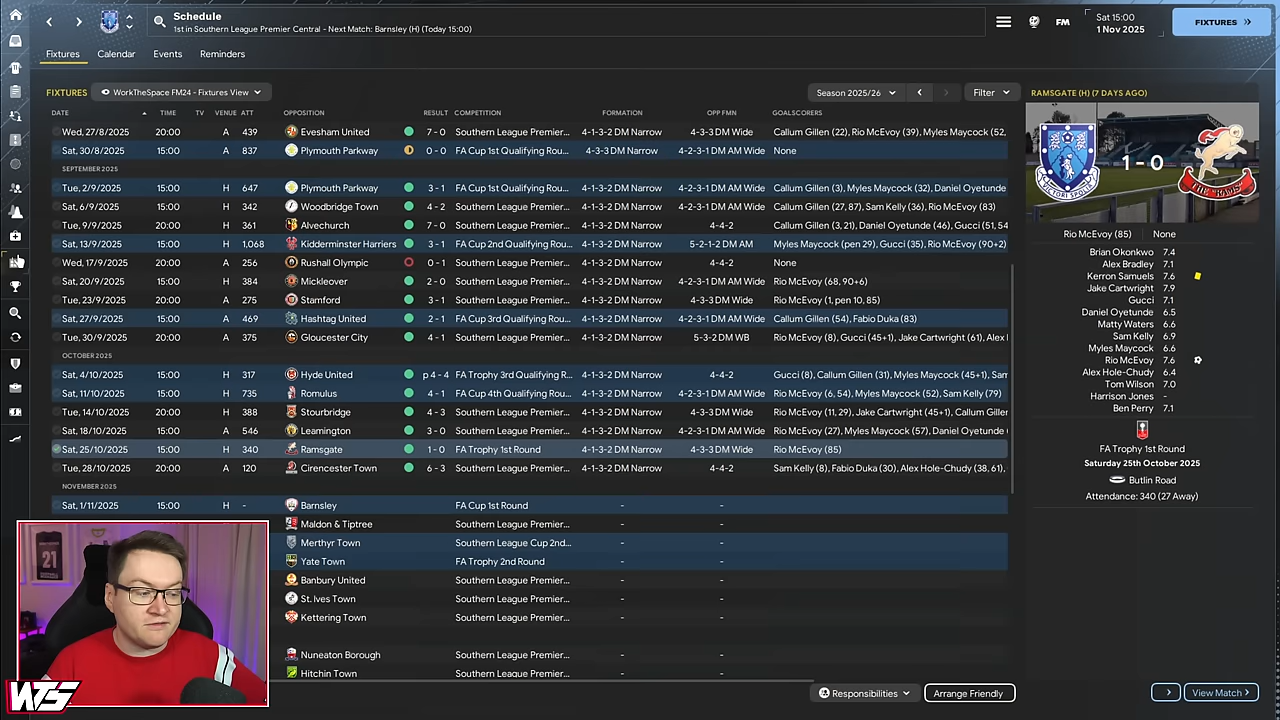 Schedule
1st in Southern League Premier Central - Next Match: Barnsley (H) (Today 15:00)
FM
Sat 15:00
1 Nov 2025
FIXTURES
Fixtures Calendar Events Reminders
FIXTURES WorkTheSpace FM24 - Fixtures View Season 2025/26 Filter
DATE TIME TV VENUE ATT OPPOSITION RESULT COMPETITION FORMATION OPP FMN GOALSCORERS
Wed, 27/8/2025 20:00 A 439 Evesham United 7 - 0 Southern League Premier... 4-1-3-2 DM Narrow 4-3-3 DM Wide Callum Gillen (22), Rio McEvoy (39), Myles Maycock (52,
Sat, 30/8/2025 15:00 A 837 Plymouth Parkway 0 - 0 FA Cup 1st Qualifying Rou... 4-3-3 DM Narrow 4-2-3-1 DM AM Wide None
SEPTEMBER 2025
Tue, 2/9/2025 15:00 H 647 Plymouth Parkway 3 - 1 FA Cup 1st Qualifying Rou... 4-1-3-2 DM Narrow 4-2-3-1 DM AM Wide Callum Gillen (3), Myles Maycock (32), Daniel Oyetunde
Sat, 6/9/2025 15:00 H 342 Woodbridge Town 4 - 2 Southern League Premier... 4-1-3-2 DM Narrow 4-2-3-1 DM AM Wide Callum Gillen (27, 87), Sam Kelly (36), Rio McEvoy (83)
Tue, 9/9/2025 20:00 H 361 Alvechurch 7 - 0 Southern League Premier... 4-1-3-2 DM Narrow 4-4-2 Callum Gillen (3, 21), Daniel Oyetunde (46), Gucci (51, 54
Sat, 13/9/2025 15:00 H 1,068 Kidderminster Harriers 3 - 1 FA Cup 2nd Qualifying Rou... 4-1-3-2 DM Narrow 5-2-1-2 DM AM Myles Maycock (pen 29), Gucci (35), Rio McEvoy (90+2)
Wed, 17/9/2025 20:00 A 256 Rushall Olympic 0 - 1 Southern League Premier... 4-1-3-2 DM Narrow 4-4-2 None
Sat, 20/9/2025 15:00 H 384 Mickleover 2 - 0 Southern League Premier... 4-1-3-2 DM Narrow 4-2-3-1 DM AM Wide Rio McEvoy (68, 90+6)
Tue, 23/9/2025 20:00 A 275 Stamford 3 - 1 Southern League Premier... 4-1-3-2 DM Narrow 4-3-3 DM Wide Rio McEvoy (1, pen 10, 85)
Sat, 27/9/2025 15:00 A 469 Hashtag United 2 - 1 FA Cup 3rd Qualifying Rou... 4-1-3-2 DM Narrow 4-2-3-1 DM AM Wide Callum Gillen (54), Fabio Duka (83)
Tue, 30/9/2025 20:00 A 375 Gloucester City 4 - 1 Southern League Premier... 4-1-3-2 DM Narrow 5-3-2 DM WB Rio McEvoy (8), Gucci (45+1), Jake Cartwright (61), Alex
OCTOBER 2025
Sat, 4/10/2025 15:00 H 317 Hyde United p 4 - 4 FA Trophy 3rd Qualifying R... 4-1-3-2 DM Narrow 4-4-2 Gucci (8), Callum Gillen (31), Myles Maycock (45+1), Sam
Sat, 11/10/2025 15:00 H 735 Romulus 4 - 1 FA Cup 4th Qualifying Rou... 4-1-3-2 DM Narrow 4-2-3-1 DM AM Wide Rio McEvoy (6, 54), Myles Maycock (52), Sam Kelly (79)
Tue, 14/10/2025 20:00 H 388 Stourbridge 4 - 3 Southern League Premier... 4-1-3-2 DM Narrow 4-3-3 DM Wide Rio McEvoy (11, 29), Jake Cartwright (45+1), Callum Gillen
Sat, 18/10/2025 15:00 A 546 Leamington 3 - 0 Southern League Premier... 4-1-3-2 DM Narrow 4-2-3-1 DM AM Wide Rio McEvoy (27), Myles Maycock (57), Daniel Oyetunde
Sat, 25/10/2025 15:00 H 340 Ramsgate 1 - 0 FA Trophy 1st Round 4-1-3-2 DM Narrow 4-3-3 DM Wide Rio McEvoy (85)
Tue, 28/10/2025 20:00 A 120 Cirencester Town 6 - 3 Southern League Premier... 4-1-3-2 DM Narrow 4-4-2 Sam Kelly (8), Fabio Duka (30), Alex Hole-Chudy (38, 61),
NOVEMBER 2025
Sat, 1/11/2025 15:00 H - Barnsley FA Cup 1st Round - -
Maldon & Tiptree Southern League Premier... - -
Merthyr Town Southern League Cup 2nd... - -
Yate Town FA Trophy 2nd Round - -
Banbury United Southern League Premier... - -
St. Ives Town Southern League Premier... - -
Kettering Town Southern League Premier... - -
Nuneaton Borough Southern League Premier... - -
Hitchin Town Southern League Premier... - -
Responsibilities Arrange Friendly
RAMSGATE (H) (7 DAYS AGO)
1 - 0
THE 'RAMS'
Rio McEvoy (85) None
Brian Okonkwo 7.4
Alex Bradley 7.1
Kerron Samuels 7.6
Jake Cartwright 7.9
Gucci 7.1
Daniel Oyetunde 6.5
Matty Waters 6.6
Sam Kelly 6.9
Myles Maycock 6.6
Rio McEvoy 7.6
Alex Hole-Chudy 6.4
Tom Wilson 7.0
Harrison Jones -
Ben Perry 7.1
FA Trophy 1st Round
Saturday 25th October 2025
Butlin Road
Attendance: 340 (27 Away)
View Match
21
WTS